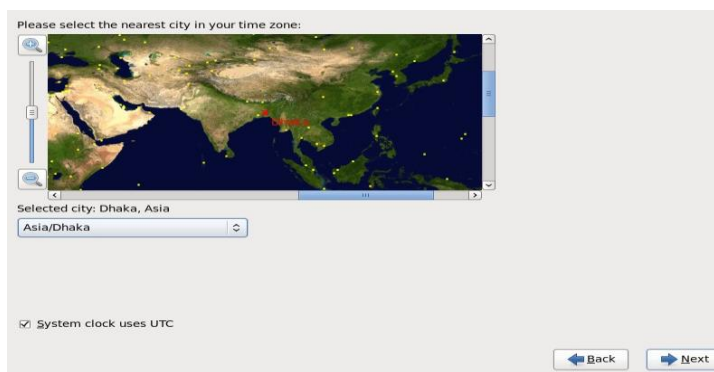 Please select the nearest city in your time zone:
Dhaka
Selected city: Dhaka, Asia
Asia/Dhaka
System clock uses UTC
Back
Next